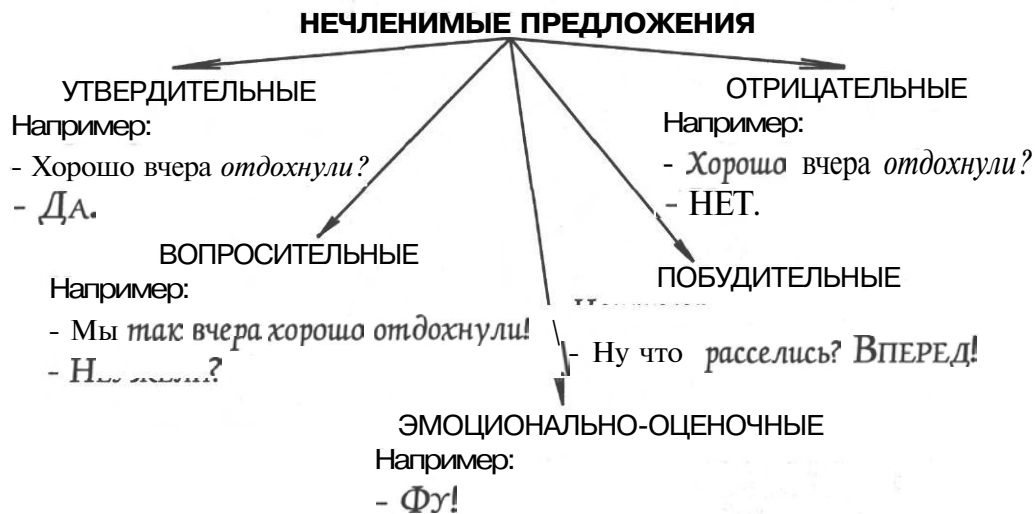 НЕЧЛЕНИМЫЕ ПРЕДЛОЖЕНИЯ
УТВЕРДИТЕЛЬНЫЕ
Например:
- Хорошо вчера отдохнули?
- ДА.
ОТРИЦАТЕЛЬНЫЕ
Например:
- Хорошо вчера отдохнули?
- НЕТ.
ВОПРОСИТЕЛЬНЫЕ
Например:
- Мы так вчера хорошо отдохнули!
ПОБУДИТЕЛЬНЫЕ
- Ну что расселись? ВПЕРЕД!
ЭМОЦИОНАЛЬНО-ОЦЕНОЧНЫЕ
Например:
- ФУ!